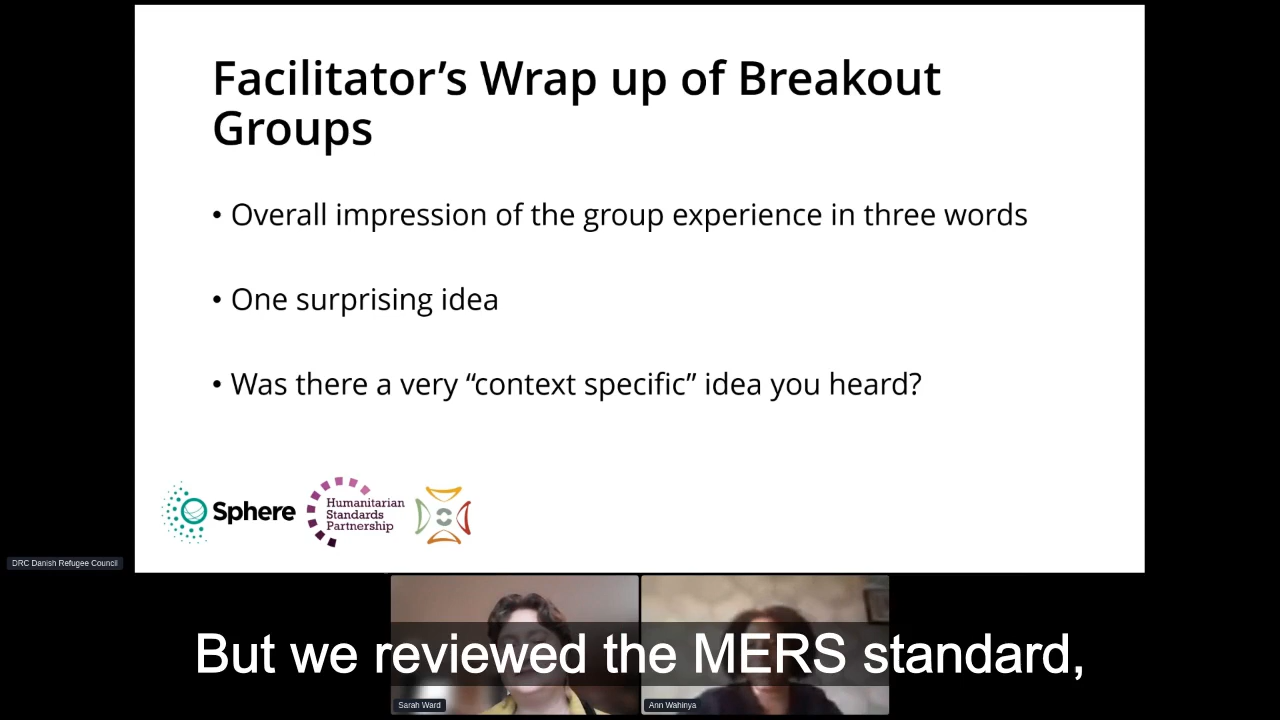 Facilitator’s Wrap up of Breakout
Groups
• Overall impression of the group experience in three words
• One surprising idea
• Was there a very “context specific” idea you heard?
Sphere
Humanitarian
Standards
Partnership
DRC Danish Refugee Council
But we reviewed the MERS standard,
Sarah Ward
Ann Wahinya